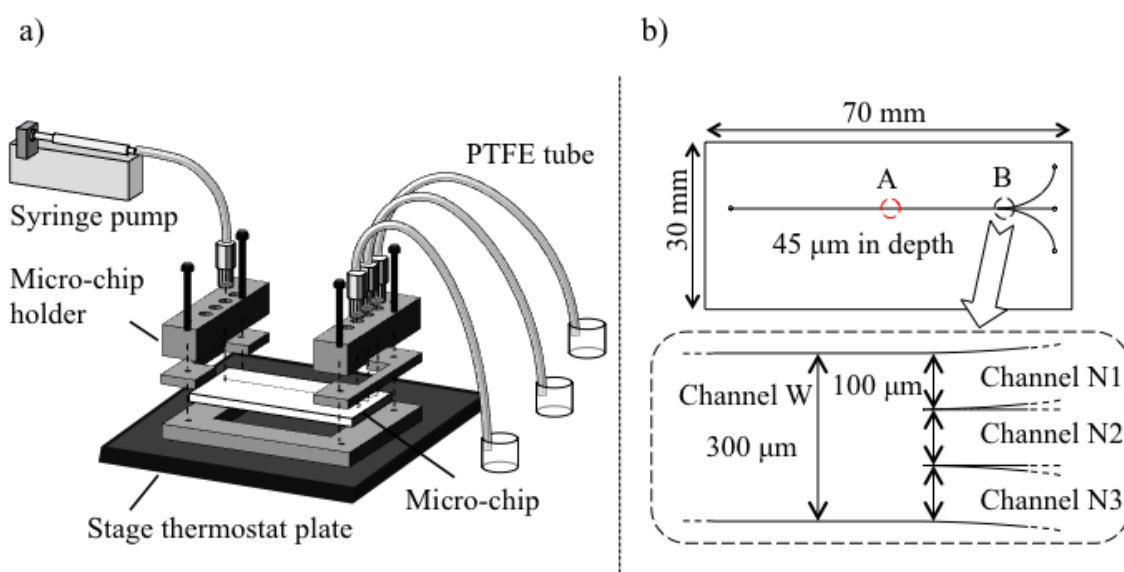 a)
PTFE tube
Syringe pump
Micro-chip
holder
Micro-chip
Stage thermostat plate
b)
70 mm
30 mm
A
B
45 μm in depth
Channel W
300 μm
100 μm
Channel N1
Channel N2
Channel N3